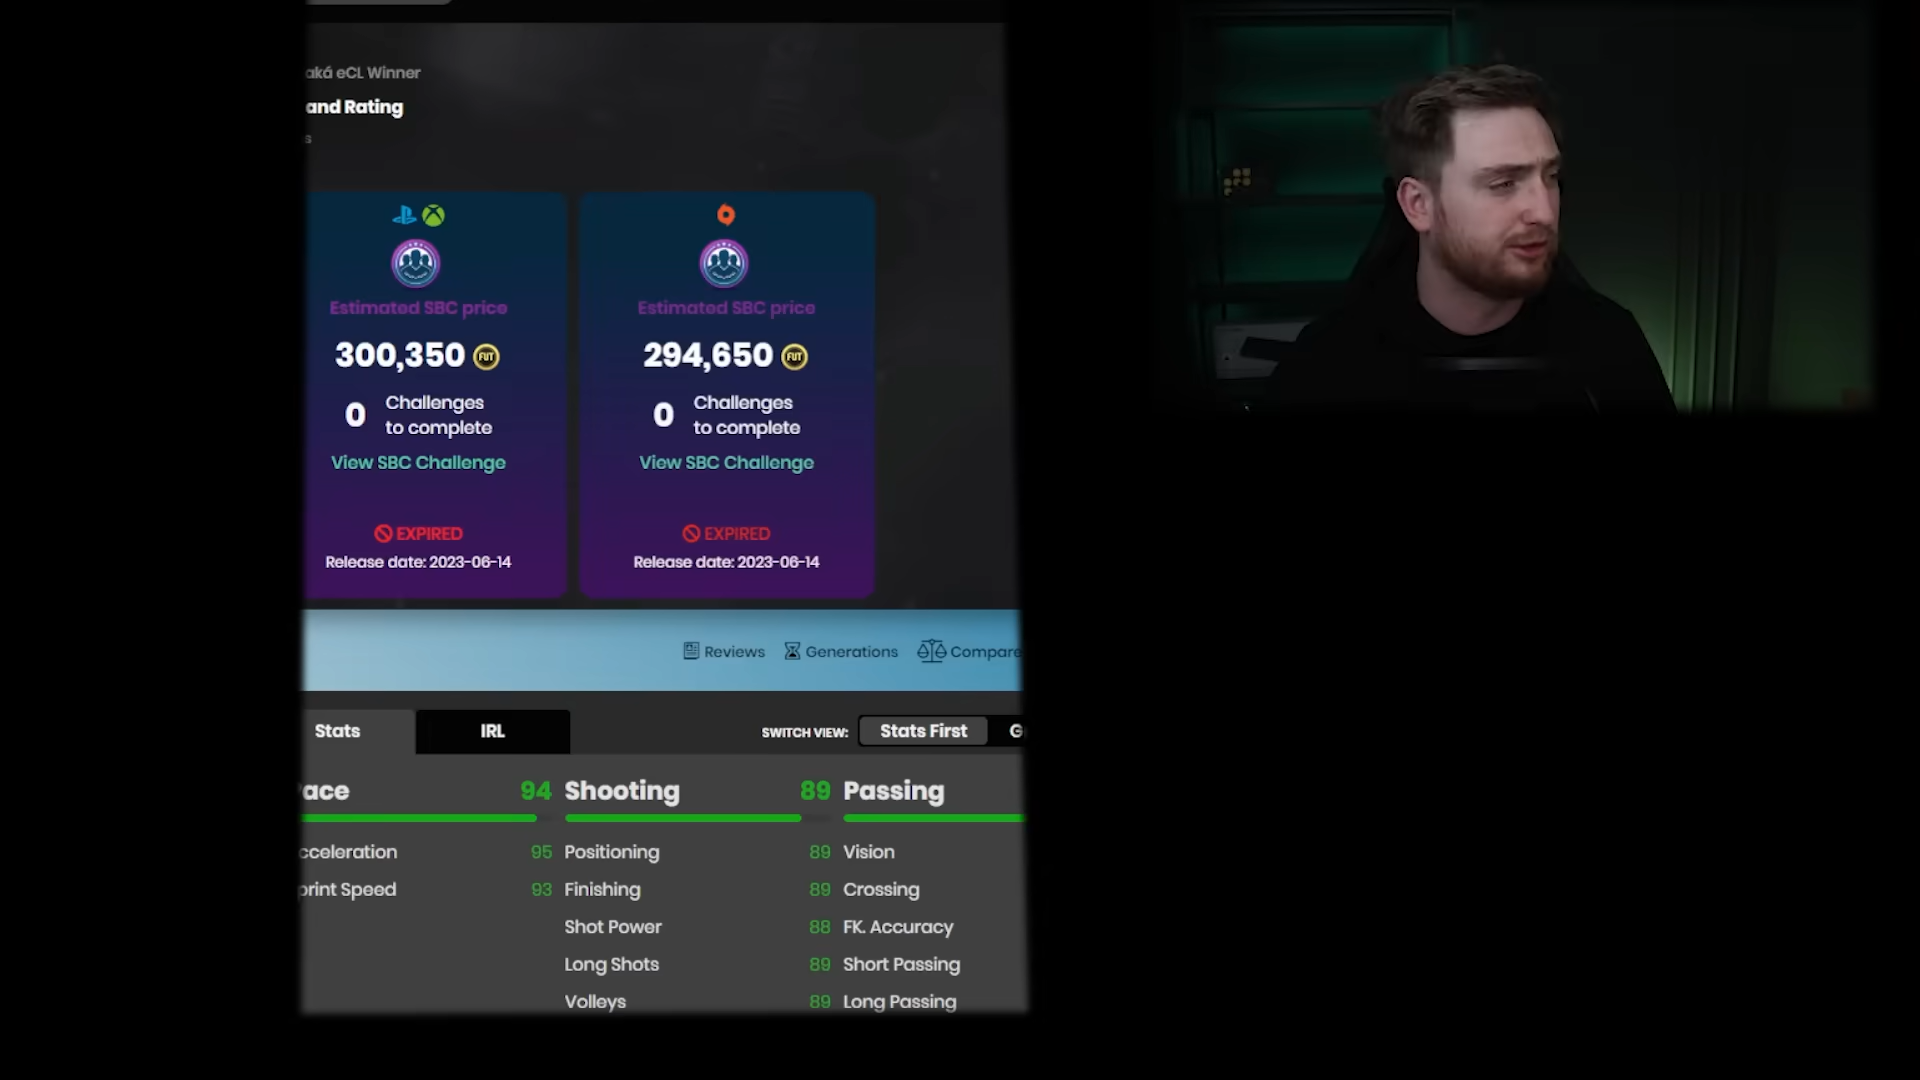 aká eCL Winner
and Rating
s
Estimated SBC price
300,350 FUT
0 Challenges
to complete
View SBC Challenge
EXPIRED
Release date: 2023-06-14
Estimated SBC price
294,650 FUT
0 Challenges
to complete
View SBC Challenge
EXPIRED
Release date: 2023-06-14
Reviews Generations Compare
Stats IRL SWITCH VIEW: Stats First G
ace 94 Shooting 89 Passing
cceleration 95 Positioning 89 Vision
print Speed 93 Finishing 89 Crossing
Shot Power 88 FK. Accuracy
Long Shots 89 Short Passing
Volleys 89 Long Passing